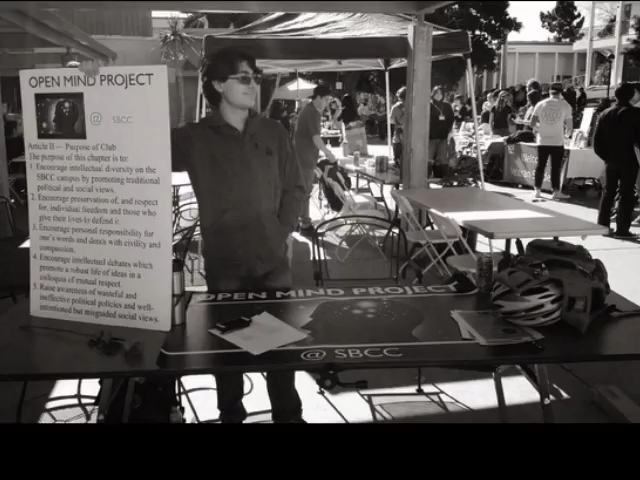 OPEN MIND PROJECT
@ SBCC
Article II -- Purpose of Club
The purpose of this chapter is to:
1. Encourage intellectual diversity on the
SBCC campus by promoting traditional
political and social views.
2. Encourage preservation of, and respect
for, individual freedom and those who
give their lives to defend it.
3. Encourage personal responsibility for
one's words and deeds with civility and
compassion.
4. Encourage intellectual debates which
promote a robust life of ideas in a
colloquia of mutual respect.
5. Raise awareness of wasteful and
ineffective political policies and well-
intentioned but misguided social views.
OPEN MIND PROJECT
@ SBCC
Welcome